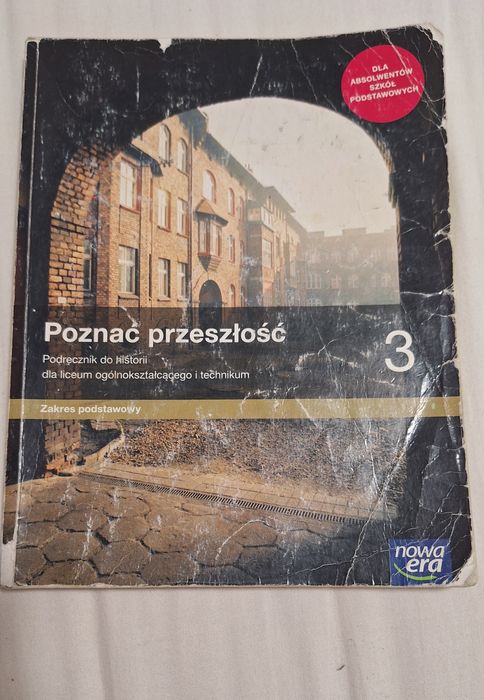 DLA
ABSOLWENTÓW
SZKÓŁ
PODSTAWOWYCH
Poznać przeszłość
3
Podręcznik do historii
dla liceum ogólnokształcącego i technikum
Zakres podstawowy
nowa
era